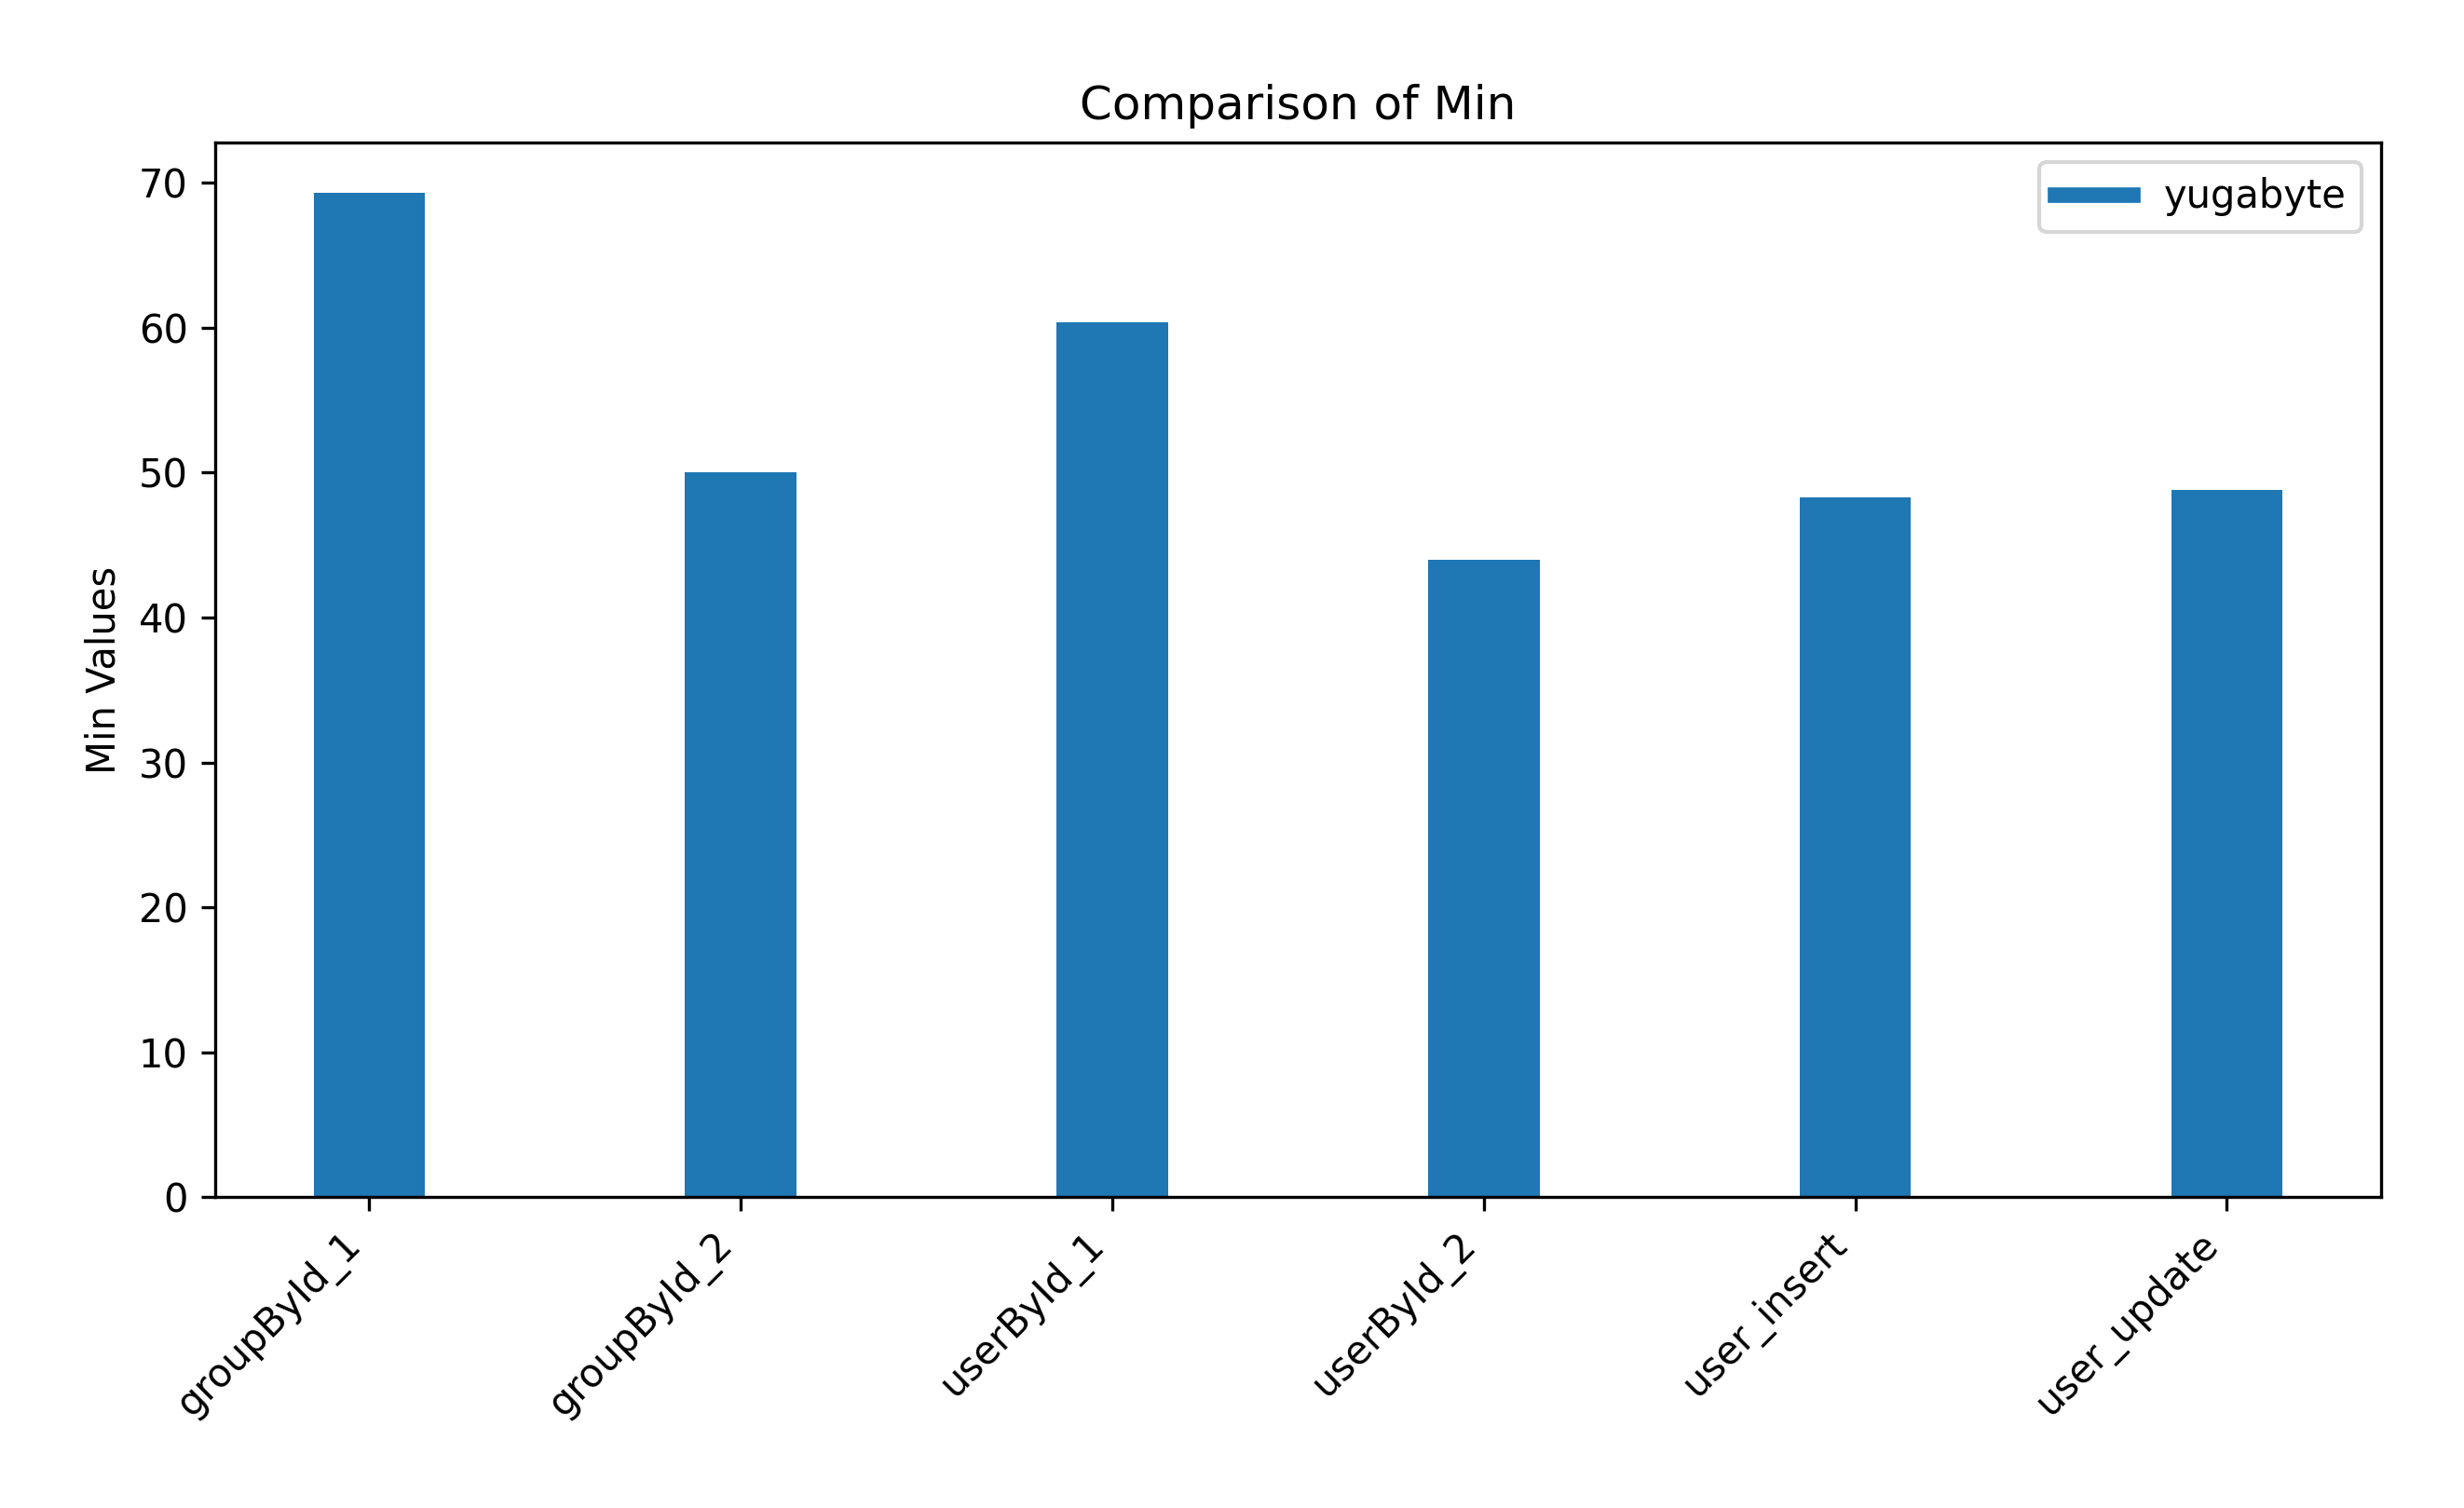 Comparison of Min
yugabyte
Min Values
70
60
50
40
30
20
10
0
groupById_1
groupById_2
userById_1
userById_2
user_insert
user_update